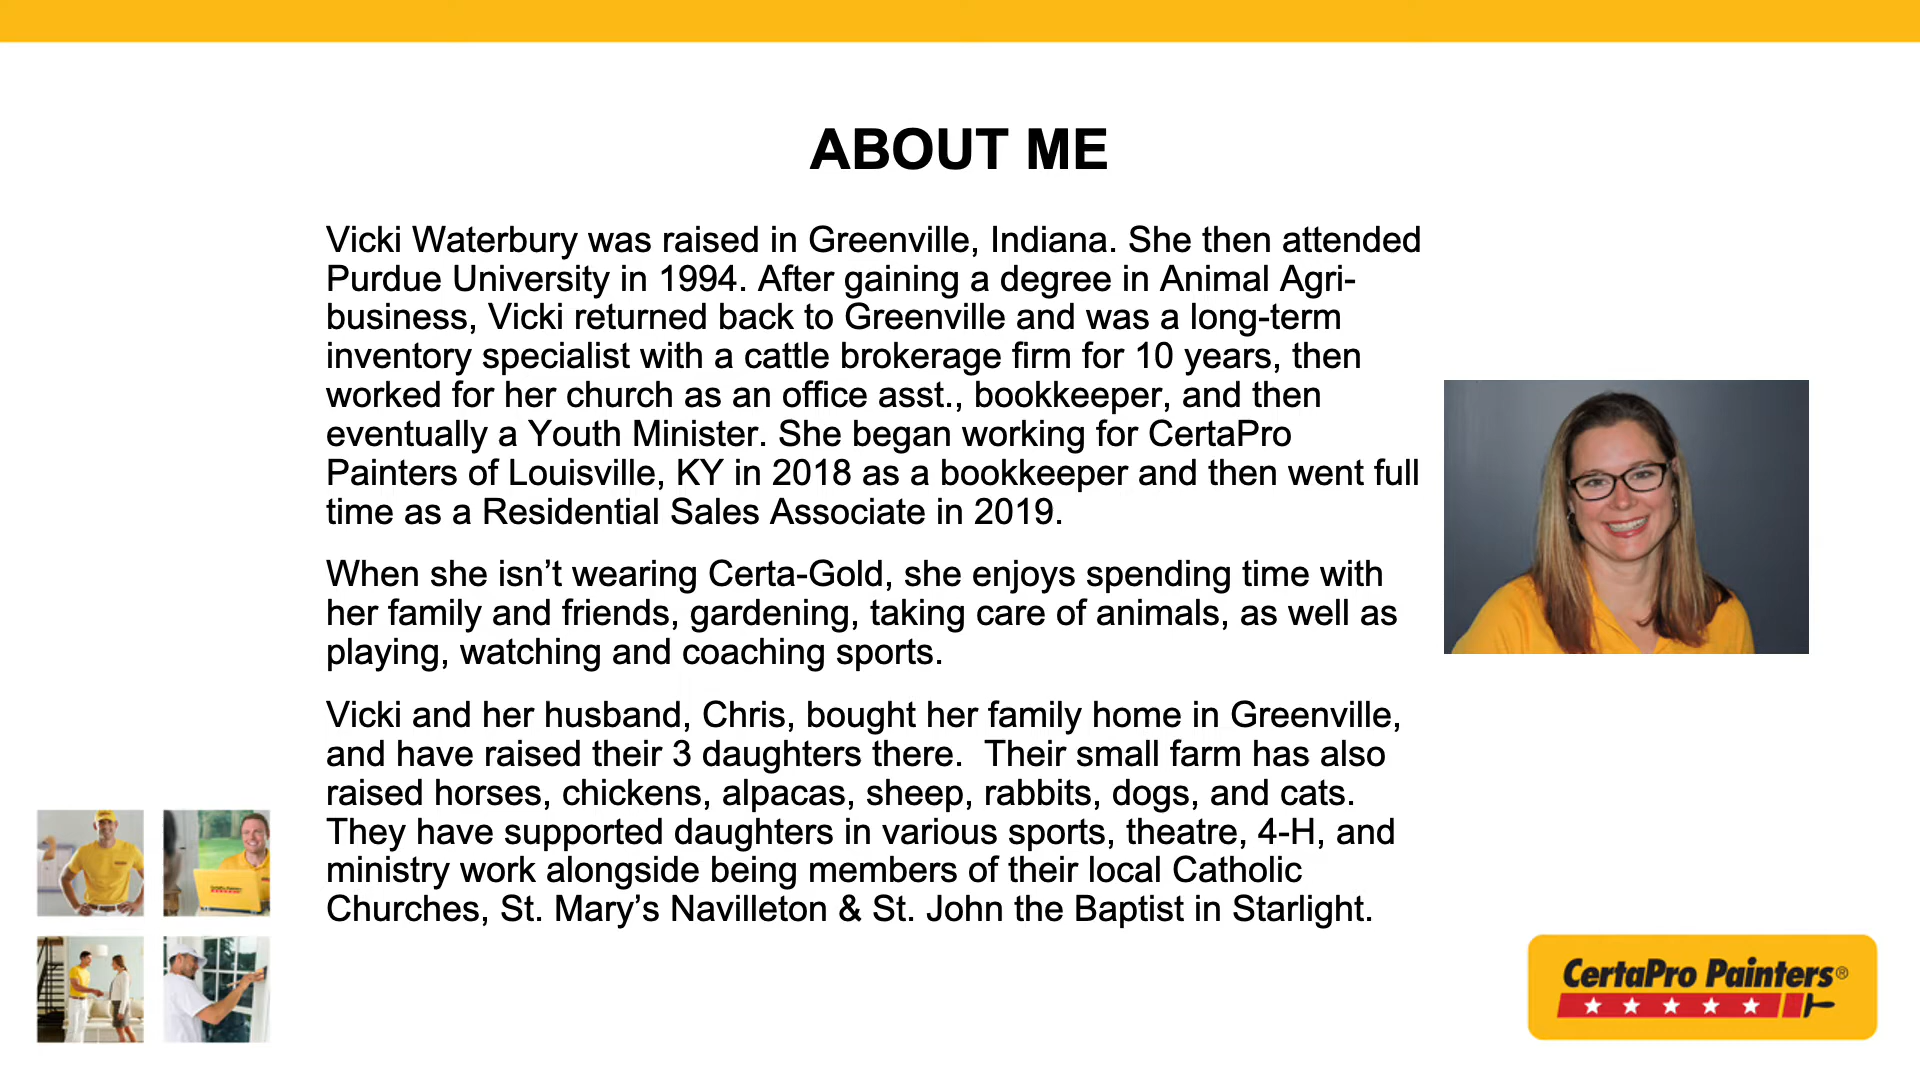 ABOUT ME
Vicki Waterbury was raised in Greenville, Indiana. She then attended
Purdue University in 1994. After gaining a degree in Animal Agri-
business, Vicki returned back to Greenville and was a long-term
inventory specialist with a cattle brokerage firm for 10 years, then
worked for her church as an office asst., bookkeeper, and then
eventually a Youth Minister. She began working for CertaPro
Painters of Louisville, KY in 2018 as a bookkeeper and then went full
time as a Residential Sales Associate in 2019.
When she isn’t wearing Certa-Gold, she enjoys spending time with
her family and friends, gardening, taking care of animals, as well as
playing, watching and coaching sports.
Vicki and her husband, Chris, bought her family home in Greenville,
and have raised their 3 daughters there.  Their small farm has also
raised horses, chickens, alpacas, sheep, rabbits, dogs, and cats.
They have supported daughters in various sports, theatre, 4-H, and
ministry work alongside being members of their local Catholic
Churches, St. Mary’s Navilleton & St. John the Baptist in Starlight.
CertaPro Painters
CertaPro Painters®